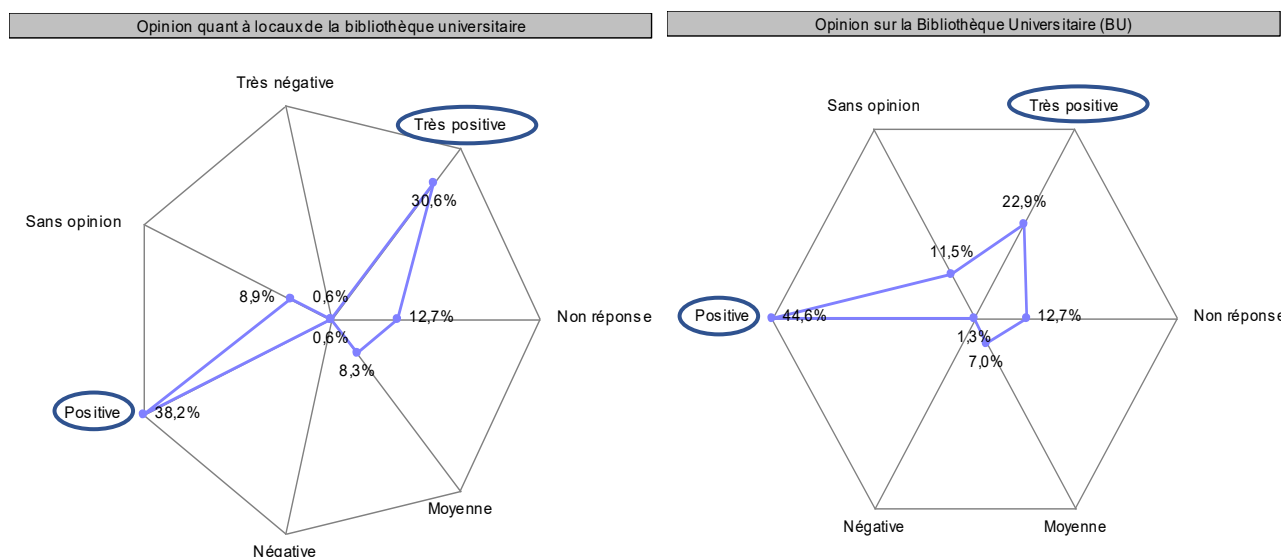 Opinion quant à locaux de la bibliothèque universitaire
Très négative
Très positive
30,6%
Sans opinion
8,9%
0,6%
12,7%
Non réponse
0,6%
8,3%
Positive
38,2%
Moyenne
Négative
Opinion sur la Bibliothèque Universitaire (BU)
Sans opinion
Très positive
22,9%
11,5%
Positive
44,6%
12,7%
Non réponse
1,3%
7,0%
Négative
Moyenne